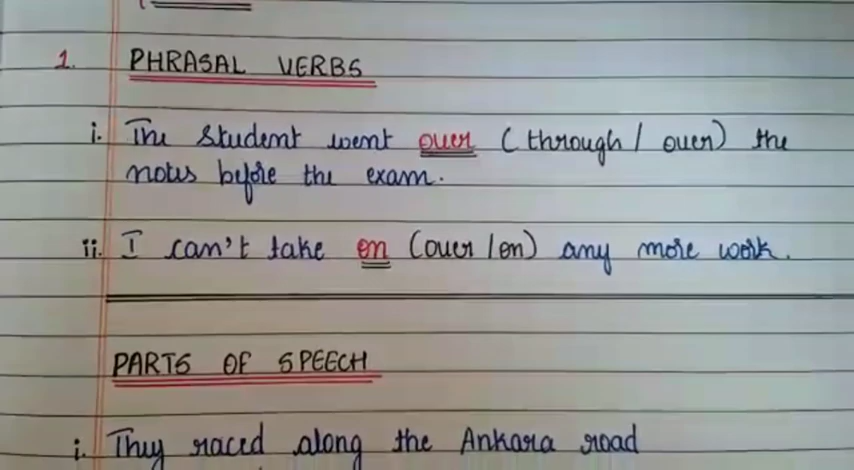 1. PHRASAL VERBS
i. The student went over (through / over) the
notes before the exam.
ii. I can't take on (over / on) any more work.
PARTS OF SPEECH
i. They raced along the Ankara road